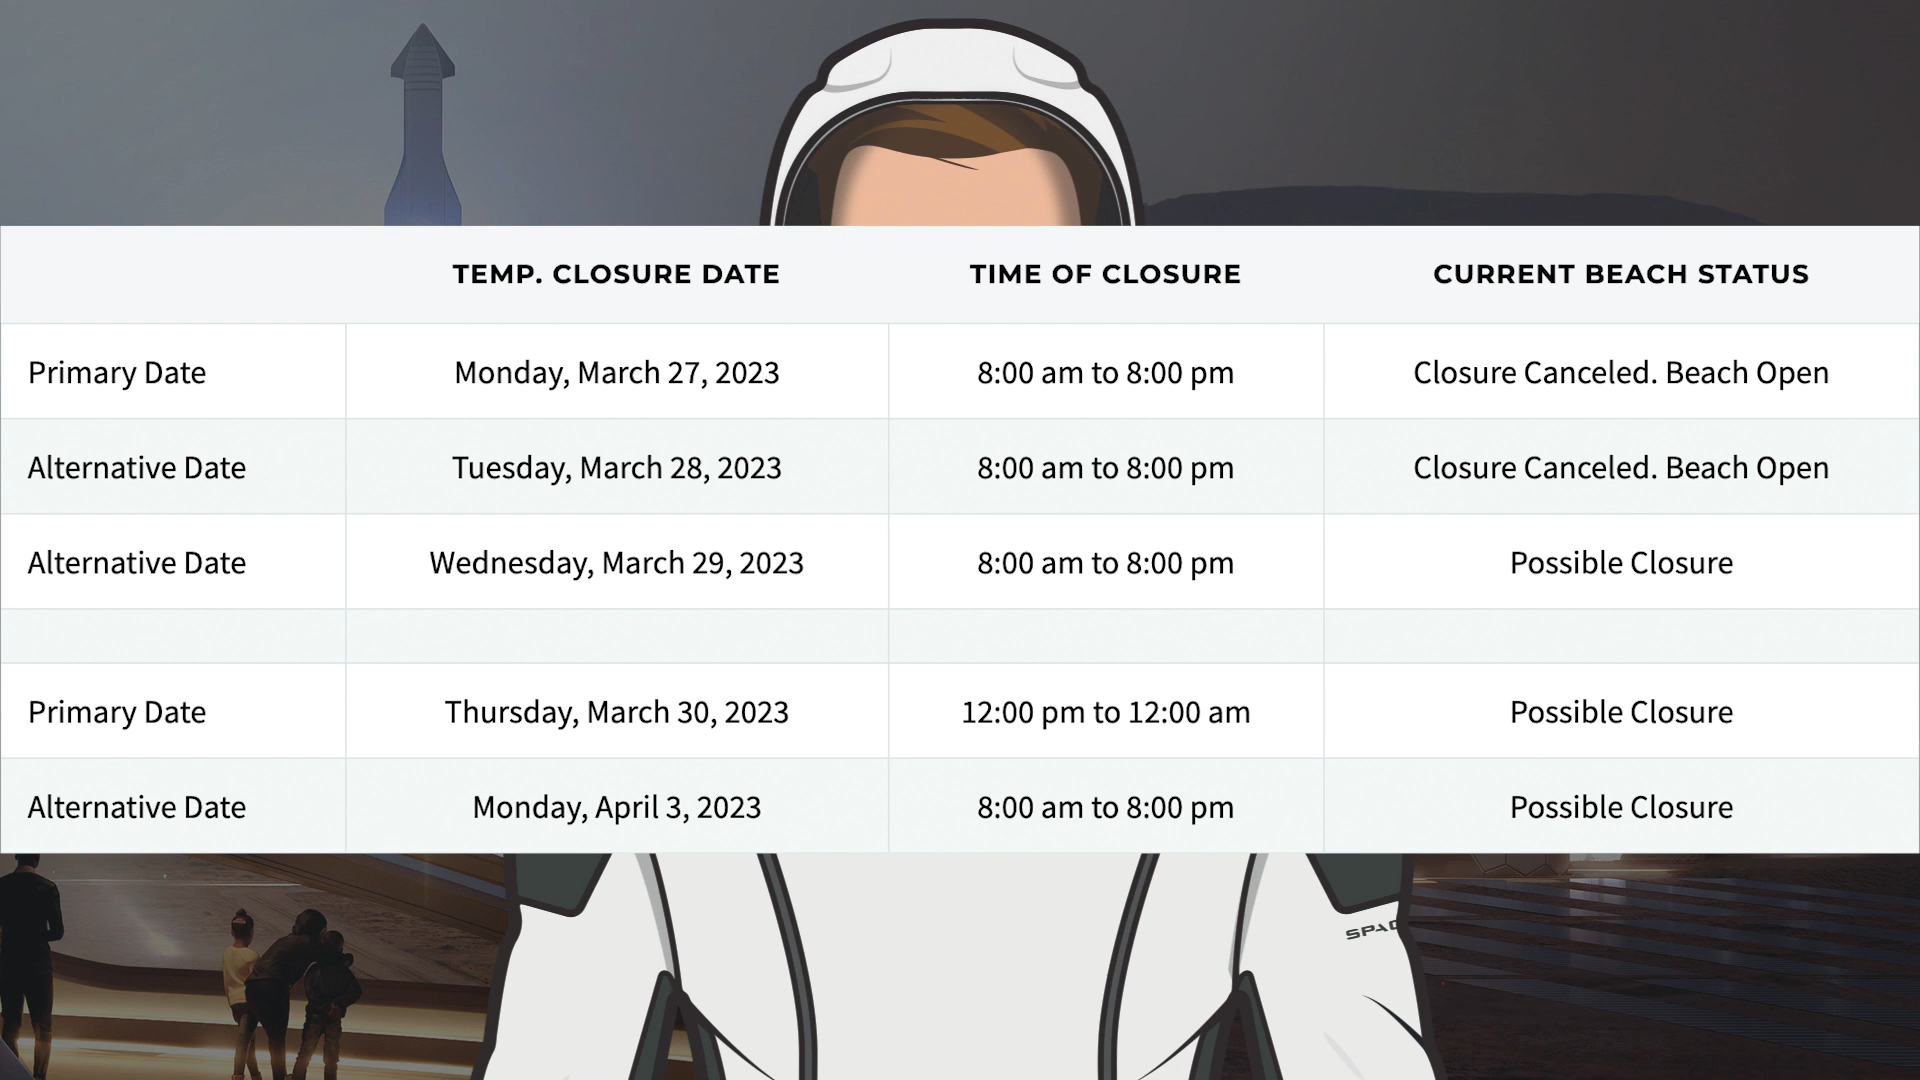 TEMP. CLOSURE DATE TIME OF CLOSURE CURRENT BEACH STATUS
Primary Date Monday, March 27, 2023 8:00 am to 8:00 pm Closure Canceled. Beach Open
Alternative Date Tuesday, March 28, 2023 8:00 am to 8:00 pm Closure Canceled. Beach Open
Alternative Date Wednesday, March 29, 2023 8:00 am to 8:00 pm Possible Closure
Primary Date Thursday, March 30, 2023 12:00 pm to 12:00 am Possible Closure
Alternative Date Monday, April 3, 2023 8:00 am to 8:00 pm Possible Closure